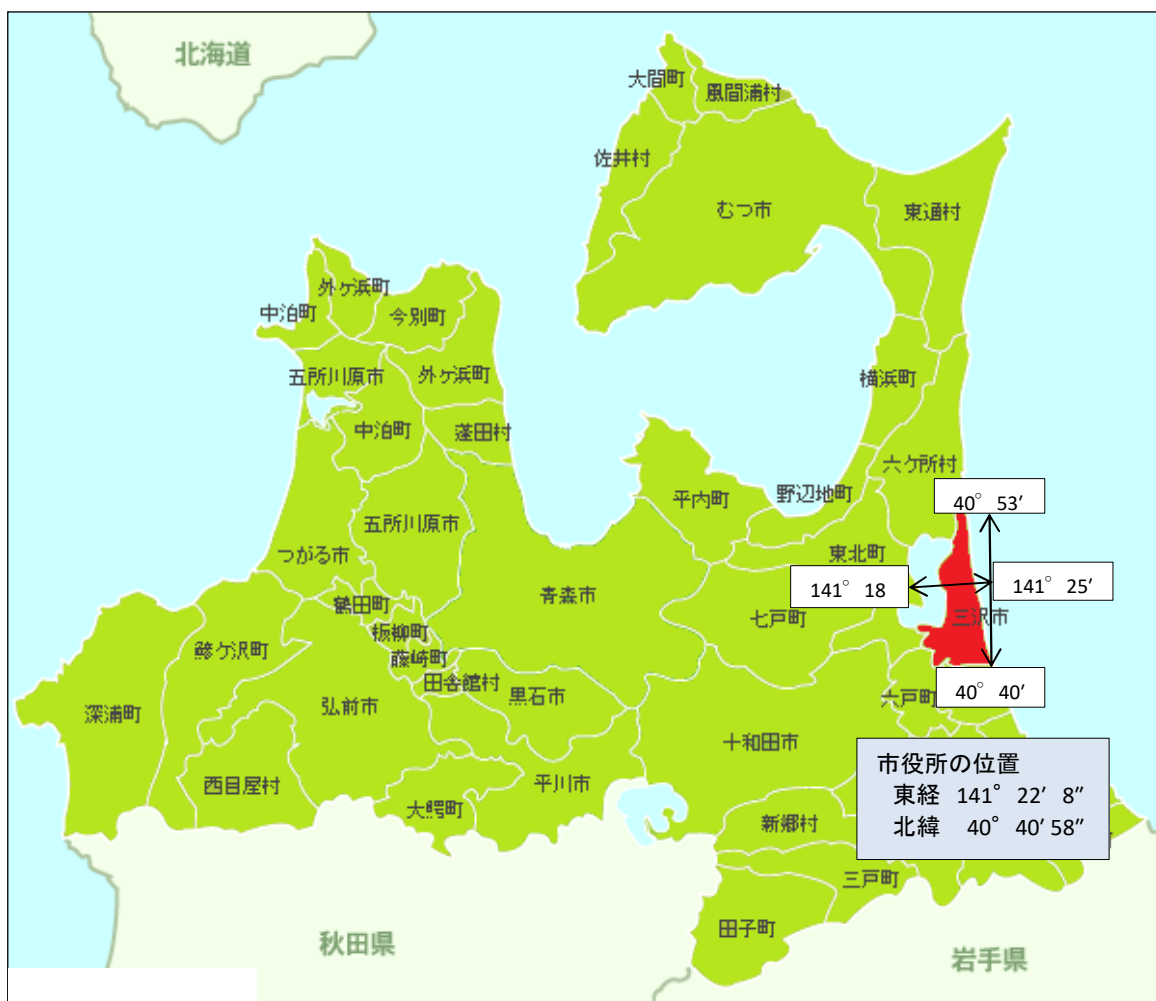 北海道
大間町
風間浦村
佐井村
むつ市
東通村
外ヶ浜町
中泊町
今別町
五所川原市
外ヶ浜町
横浜町
中泊町
蓬田村
六ケ所村
平内町
野辺地町
40° 53′
五所川原市
つがる市
東北町
141° 18
141° 25′
青森市
鶴田町
七戸町
三沢市
板柳町
鰺ケ沢町
藤崎町
田舎館村
黒石市
40° 40′
六戸町
深浦町
弘前市
十和田市
西目屋村
平川市
大鰐町
市役所の位置
東経 141° 22′ 8″
北緯 40° 40′ 58″
新郷村
三戸町
田子町
秋田県
岩手県